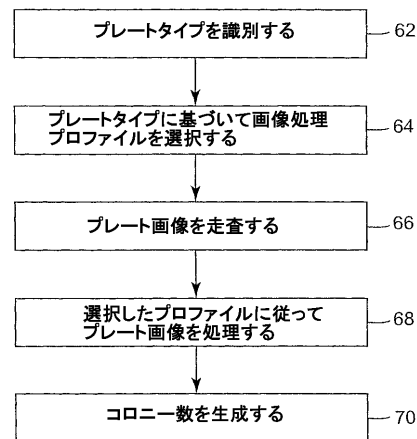 プレートタイプを識別する
62
プレートタイプに基づいて画像処理
プロファイルを選択する
64
プレート画像を走査する
66
選択したプロファイルに従って
プレート画像を処理する
68
コロニー数を生成する
70